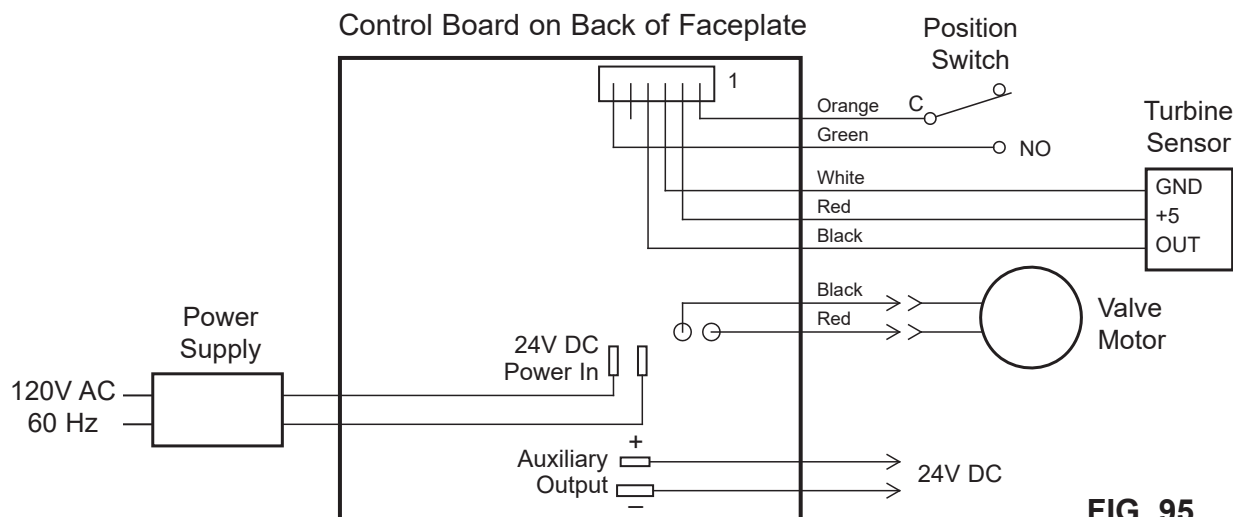 Control Board on Back of Faceplate
Position
Switch
1
Orange
C
Turbine
Sensor
Green
NO
White
GND
Red
+5
Black
OUT
Black
Valve
Motor
Red
Power
Supply
24V DC
Power In
120V AC
60 Hz
+
Auxiliary
Output
–
24V DC
FIG. 95